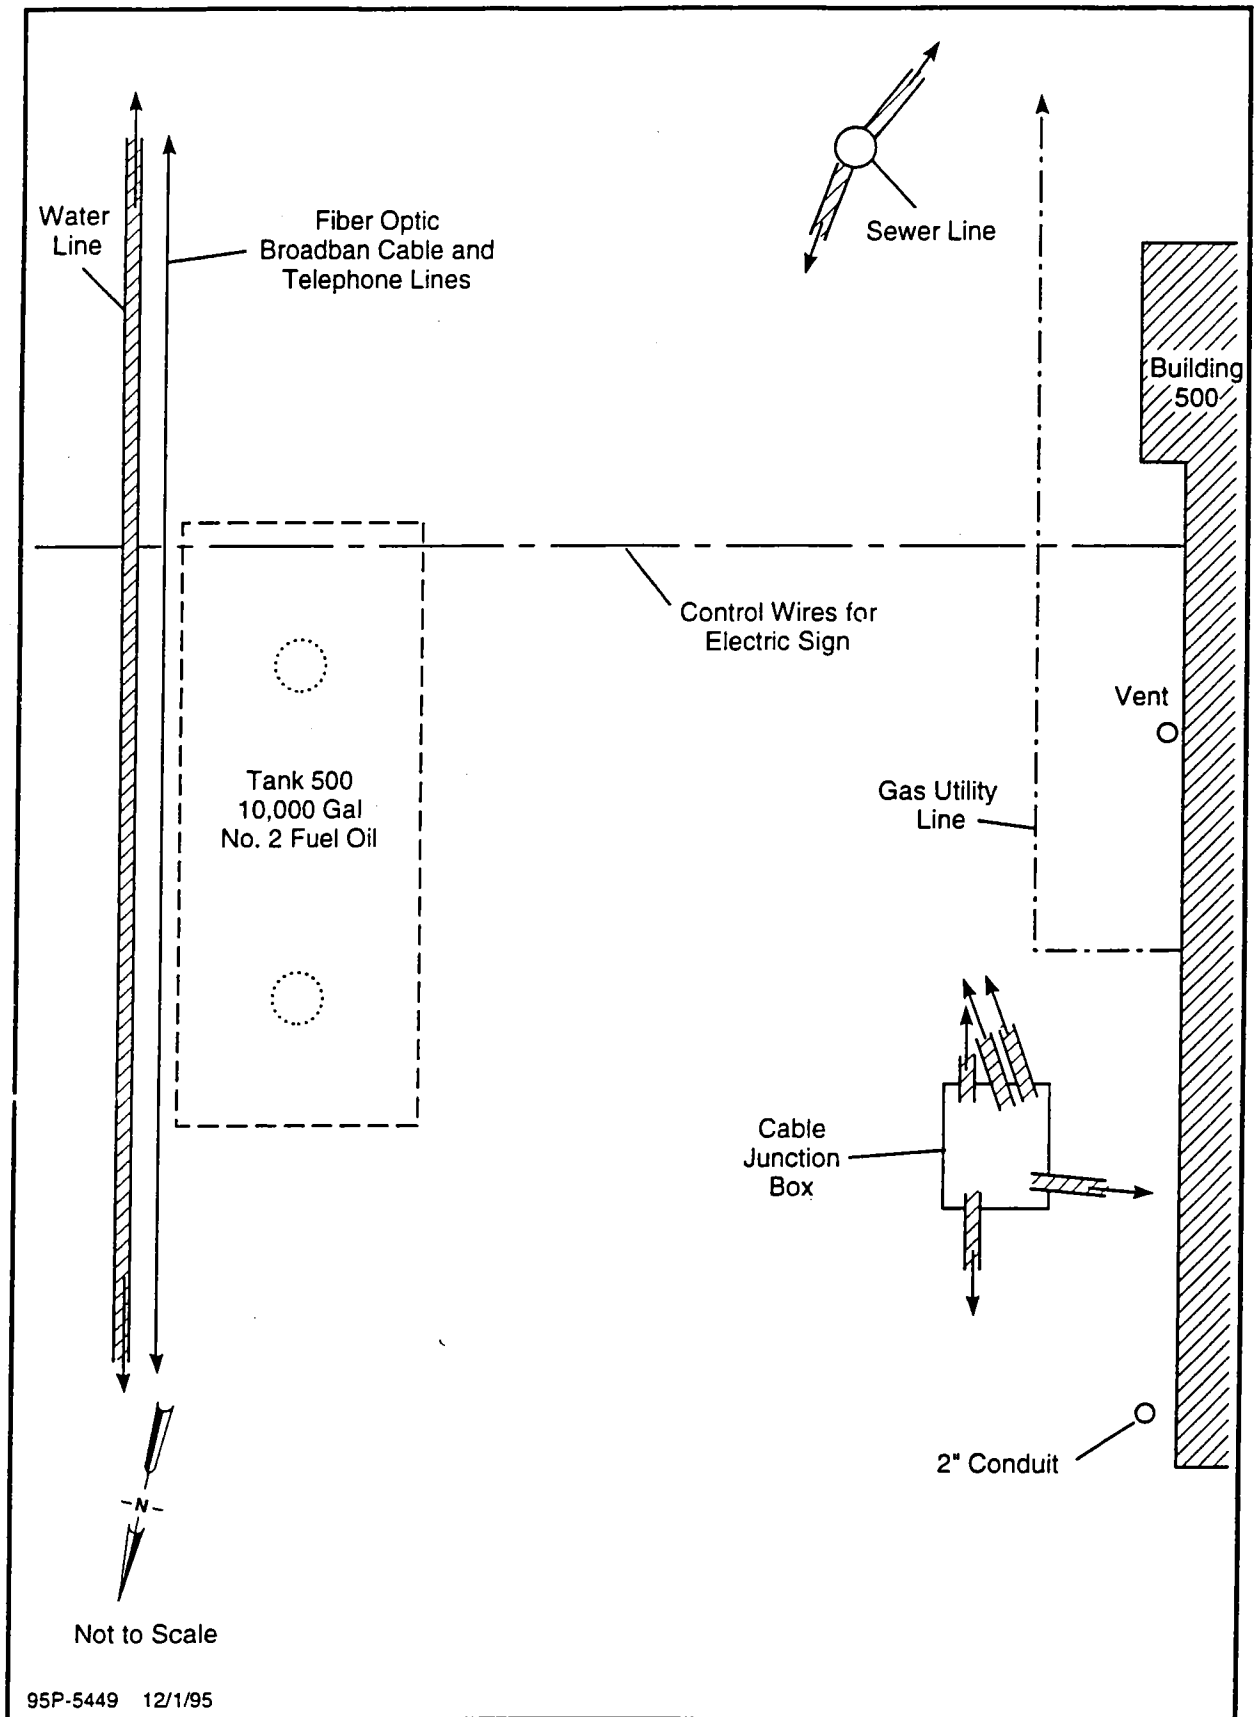 Water
Line
Fiber Optic
Broadban Cable and
Telephone Lines
Sewer Line
Building
500
Control Wires for
Electric Sign
Vent
Tank 500
10,000 Gal
No. 2 Fuel Oil
Gas Utility
Line
Cable
Junction
Box
2" Conduit
N
Not to Scale
95P-5449 12/1/95